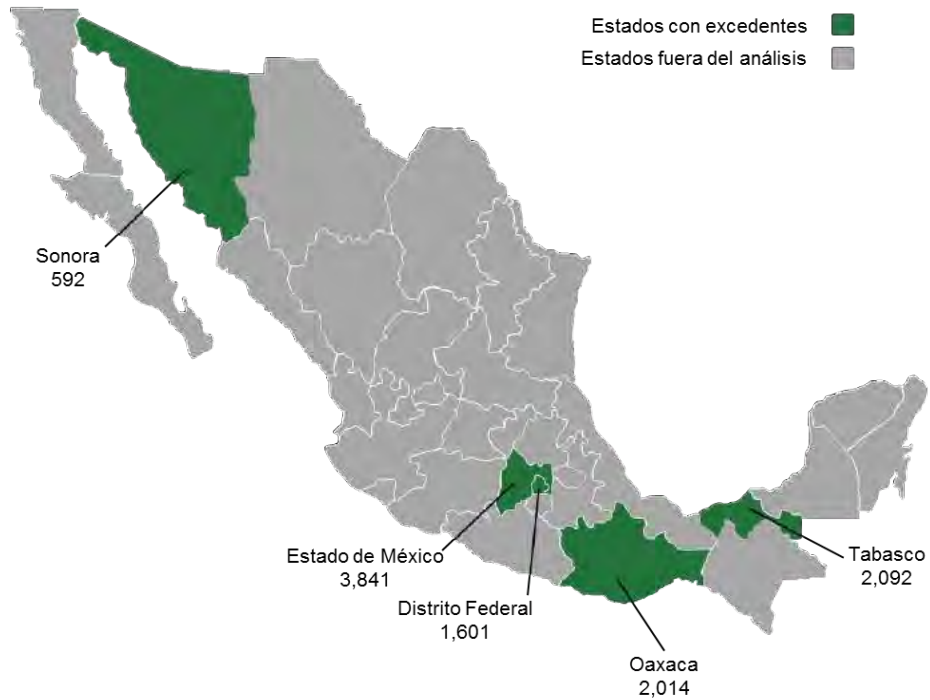 Estados con excedentes
Estados fuera del análisis
Sonora
592
Estado de México
3,841
Distrito Federal
1,601
Tabasco
2,092
Oaxaca
2,014